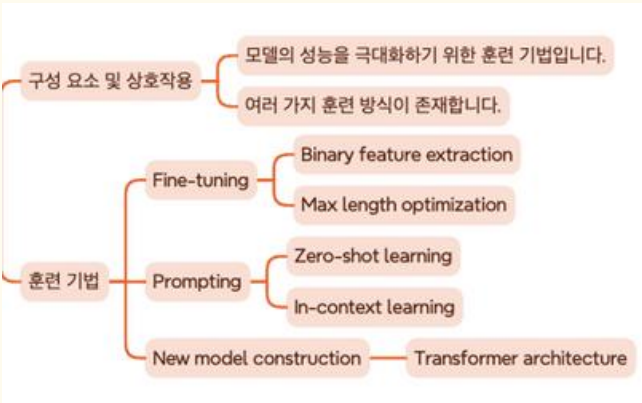 구성 요소 및 상호작용
모델의 성능을 극대화하기 위한 훈련 기법입니다.
여러 가지 훈련 방식이 존재합니다.
훈련 기법
Fine-tuning
Binary feature extraction
Max length optimization
Prompting
Zero-shot learning
In-context learning
New model construction
Transformer architecture